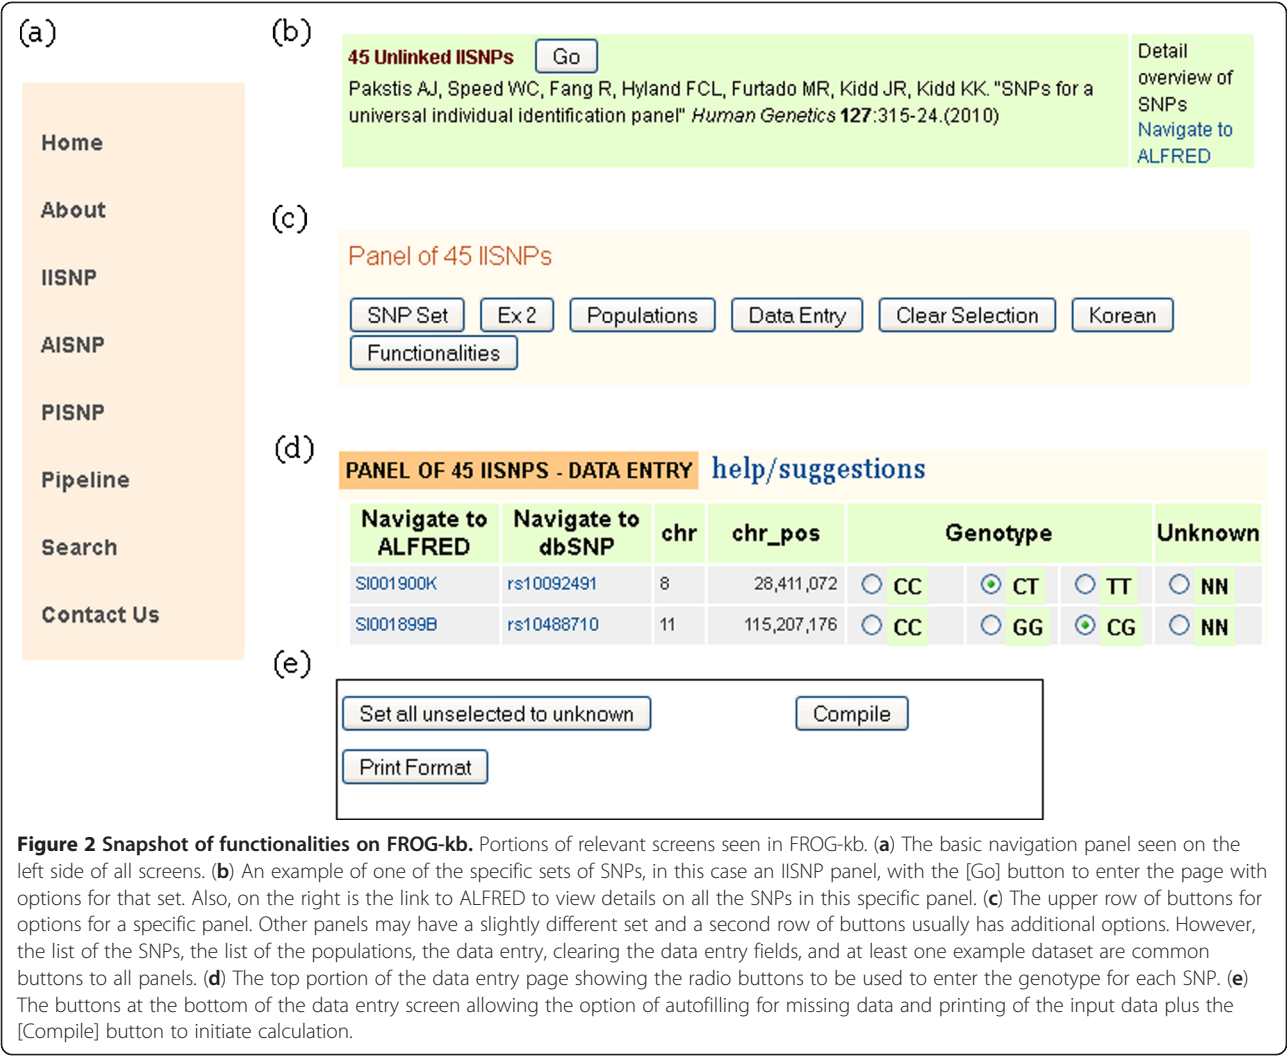 (a)
Home
About
IISNP
AISNP
PISNP
Pipeline
Search
Contact Us
(b)
45 Unlinked IISNPs Go
Pakstis AJ, Speed WC, Fang R, Hyland FCL, Furtado MR, Kidd JR, Kidd KK. "SNPs for a
universal individual identification panel" Human Genetics 127:315-24.(2010)
Detail
overview of
SNPs
Navigate to
ALFRED
(c)
Panel of 45 IISNPs
SNP Set Ex 2 Populations Data Entry Clear Selection Korean
Functionalities
(d)
PANEL OF 45 IISNPS - DATA ENTRY help/suggestions
Navigate to ALFRED Navigate to dbSNP chr chr_pos Genotype Unknown
SI001900K rs10092491 8 28,411,072 CC CT TT NN
SI001899B rs10488710 11 115,207,176 CC GG CG NN
(e)
Set all unselected to unknown Compile
Print Format
Figure 2 Snapshot of functionalities on FROG-kb. Portions of relevant screens seen in FROG-kb. (a) The basic navigation panel seen on the
left side of all screens. (b) An example of one of the specific sets of SNPs, in this case an IISNP panel, with the [Go] button to enter the page with
options for that set. Also, on the right is the link to ALFRED to view details on all the SNPs in this specific panel. (c) The upper row of buttons for
options for a specific panel. Other panels may have a slightly different set and a second row of buttons usually has additional options. However,
the list of the SNPs, the list of the populations, the data entry, clearing the data entry fields, and at least one example dataset are common
buttons to all panels. (d) The top portion of the data entry page showing the radio buttons to be used to enter the genotype for each SNP. (e)
The buttons at the bottom of the data entry screen allowing the option of autofilling for missing data and printing of the input data plus the
[Compile] button to initiate calculation.